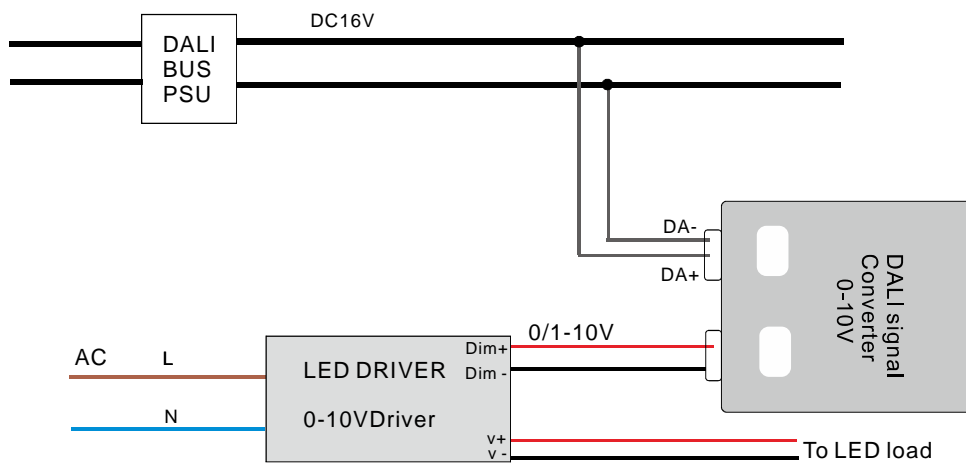 DC16V
DALI
BUS
PSU
DA-
DA+
DALI signal
Converter
0-10V
0/1-10V
AC
L
N
LED DRIVER
0-10VDriver
Dim+
Dim -
v+
v -
To LED load